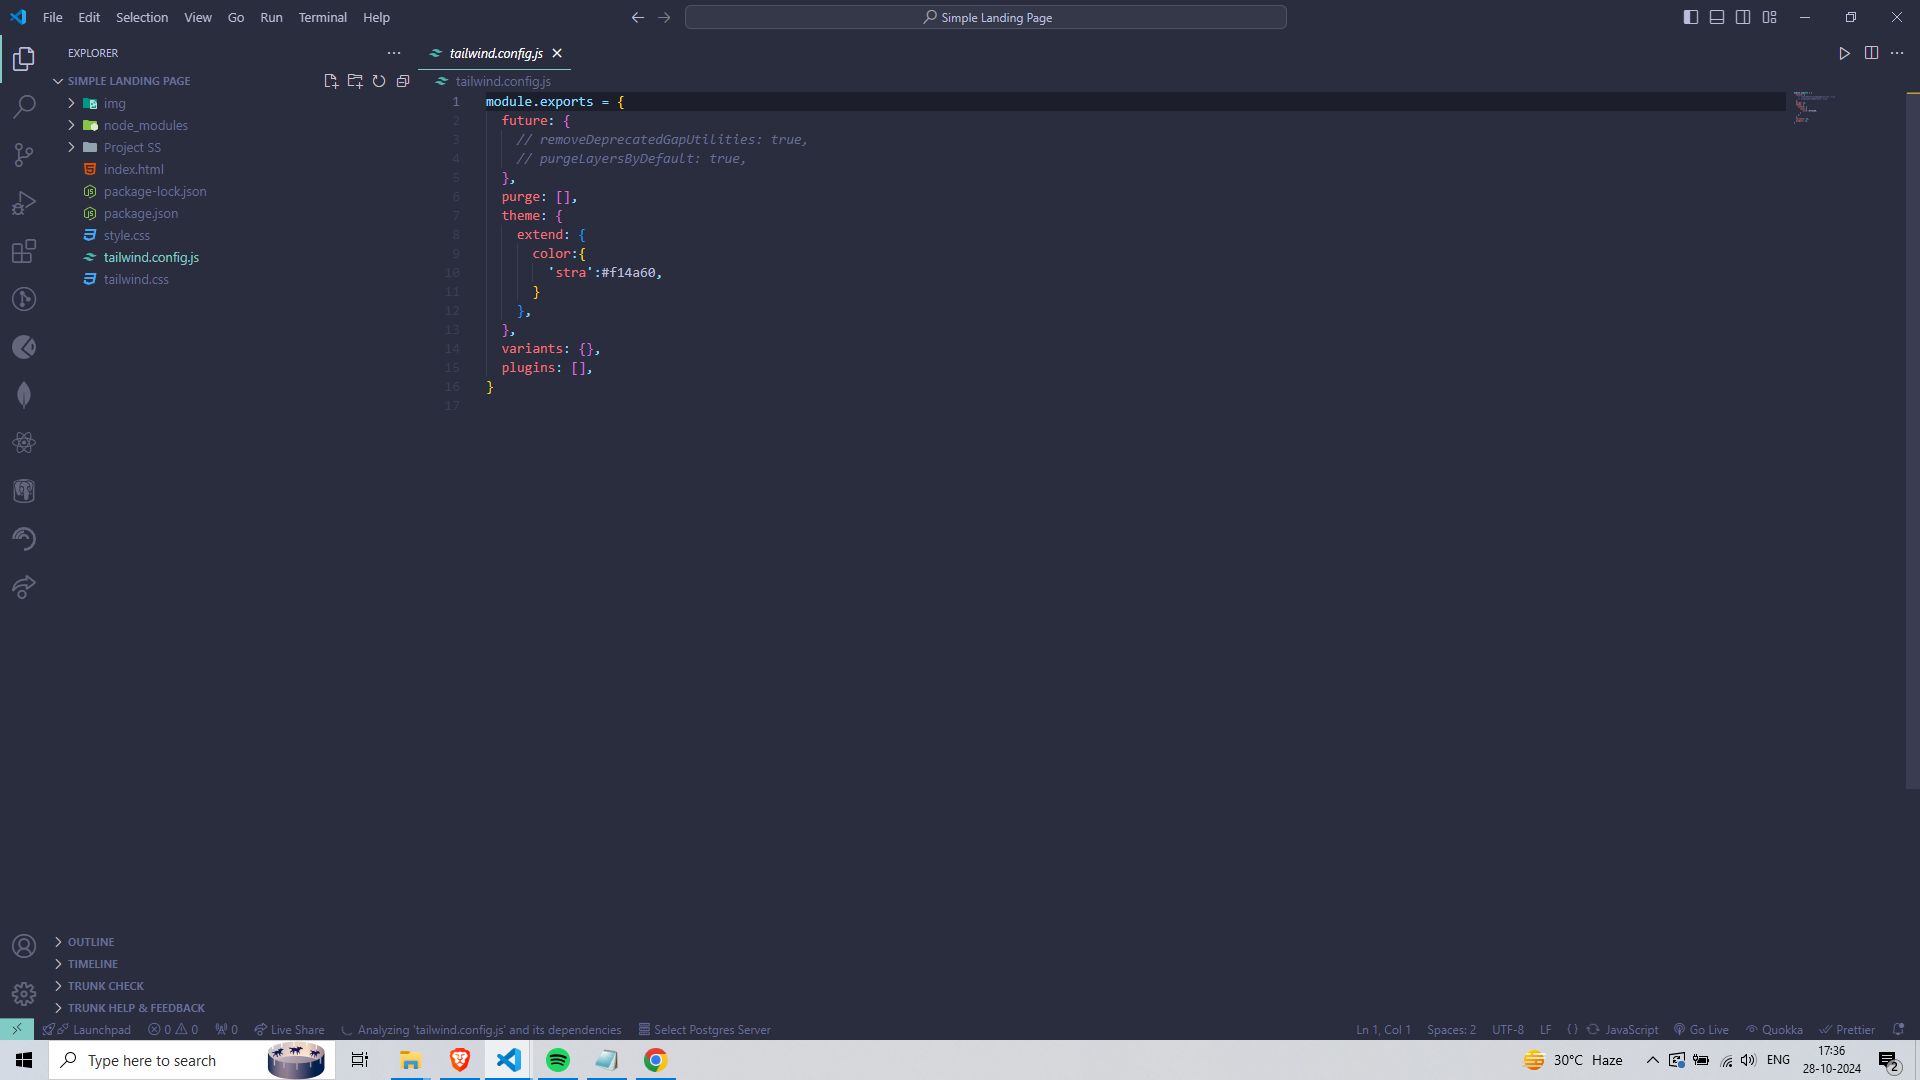 File Edit Selection View Go Run Terminal Help
Simple Landing Page
EXPLORER
SIMPLE LANDING PAGE
img
node_modules
Project SS
index.html
package-lock.json
package.json
style.css
tailwind.config.js
tailwind.css
tailwind.config.js
tailwind.config.js
1 module.exports = {
2 future: {
3 // removeDeprecatedGapUtilities: true,
4 // purgeLayersByDefault: true,
5 },
6 purge: [],
7 theme: {
8 extend: {
9 color:{
10 'stra':#f14a60,
11 }
12 },
13 },
14 variants: {},
15 plugins: [],
16 }
17
OUTLINE
TIMELINE
TRUNK CHECK
TRUNK HELP & FEEDBACK
Launchpad 0 0 0 Live Share Analyzing 'tailwind.config.js' and its dependencies Select Postgres Server Ln 1, Col 1 Spaces: 2 UTF-8 LF {} JavaScript Go Live Quokka Prettier
Type here to search
30°C Haze
ENG
17:36
28-10-2024
2